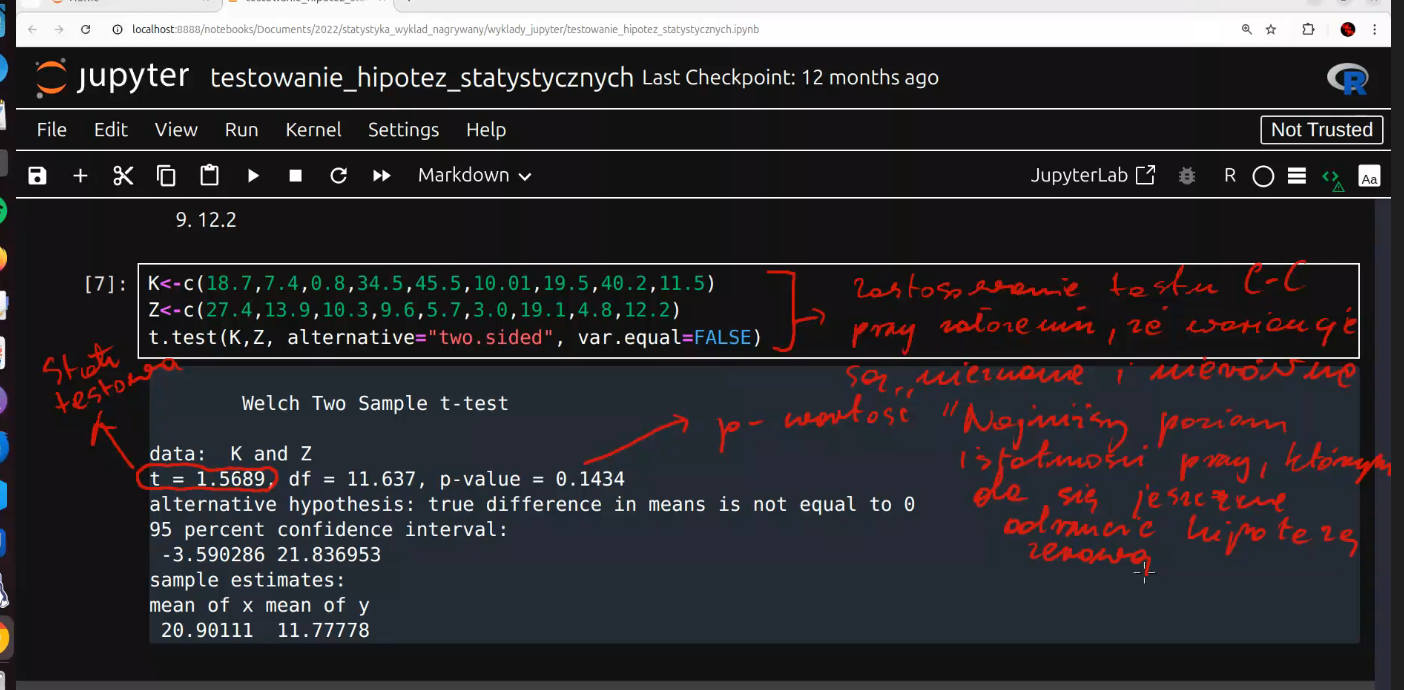 localhost:8888/notebooks/Documents/2022/statystyka_wyklad_nagrywany/wyklady_jupyter/testowanie_hipotez_statystycznych.ipynb
jupyter testowanie_hipotez_statystycznych Last Checkpoint: 12 months ago
File Edit View Run Kernel Settings Help Not Trusted
Markdown JupyterLab R Aa
9. 12.2
[7]: K<-c(18.7,7.4,0.8,34.5,45.5,10.01,19.5,40.2,11.5)
Z<-c(27.4,13.9,10.3,9.6,5.7,3.0,19.1,4.8,12.2)
t.test(K,Z, alternative="two.sided", var.equal=FALSE)
zastosowanie testu C-C
przy założeniu, że wariancje
są nieznane i nierówne
Stat.
testowa
Welch Two Sample t-test
p-wartość "Najniższy poziom
istotności przy, którym
da się jeszcze
odrzucić hipotezę
zerową
data: K and Z
t = 1.5689, df = 11.637, p-value = 0.1434
alternative hypothesis: true difference in means is not equal to 0
95 percent confidence interval:
-3.590286 21.836953
sample estimates:
mean of x mean of y
20.90111 11.77778